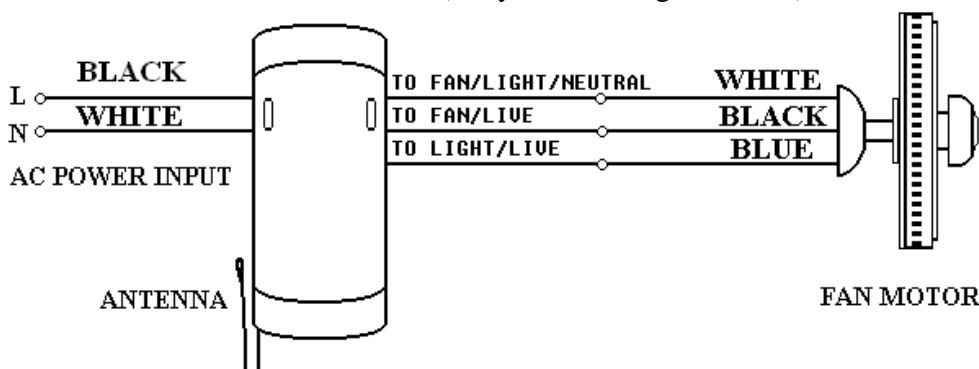 BLACK
L
WHITE
N
AC POWER INPUT
ANTENNA
TO FAN/LIGHT/NEUTRAL WHITE
TO FAN/LIVE BLACK
TO LIGHT/LIVE BLUE
FAN MOTOR